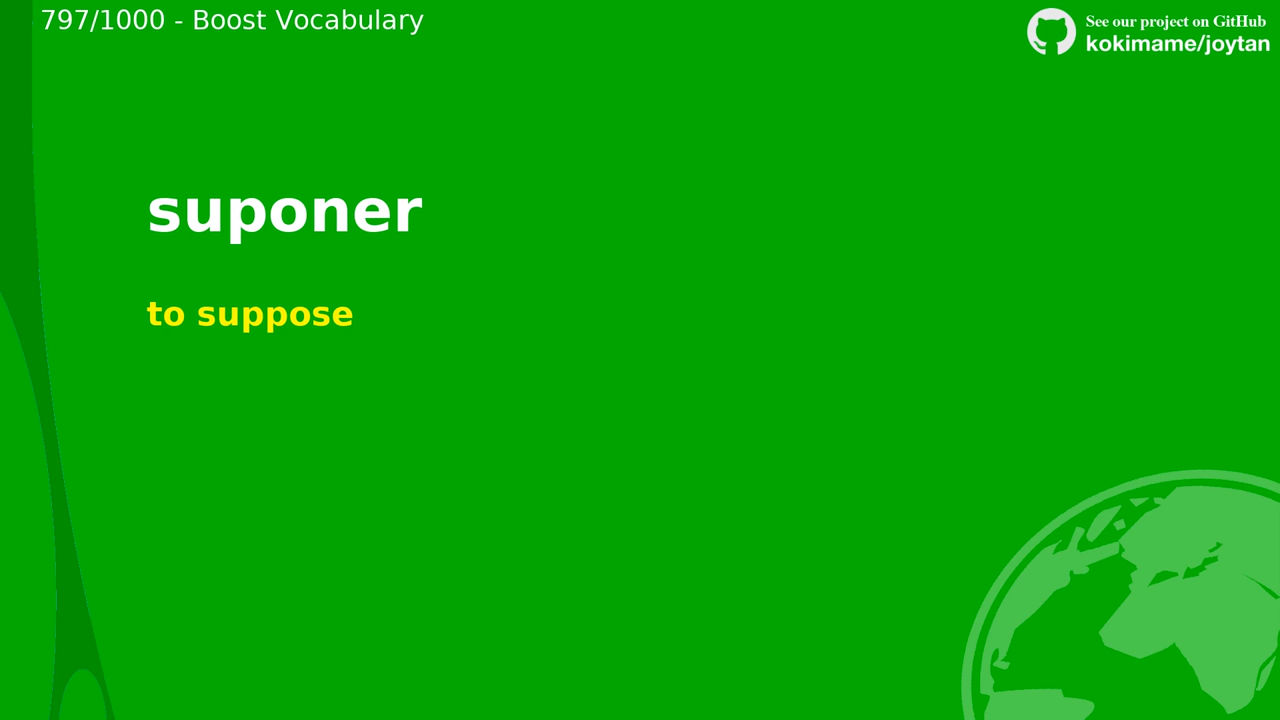 797/1000 - Boost Vocabulary
See our project on GitHub
kokimame/joytan
suponer
to suppose